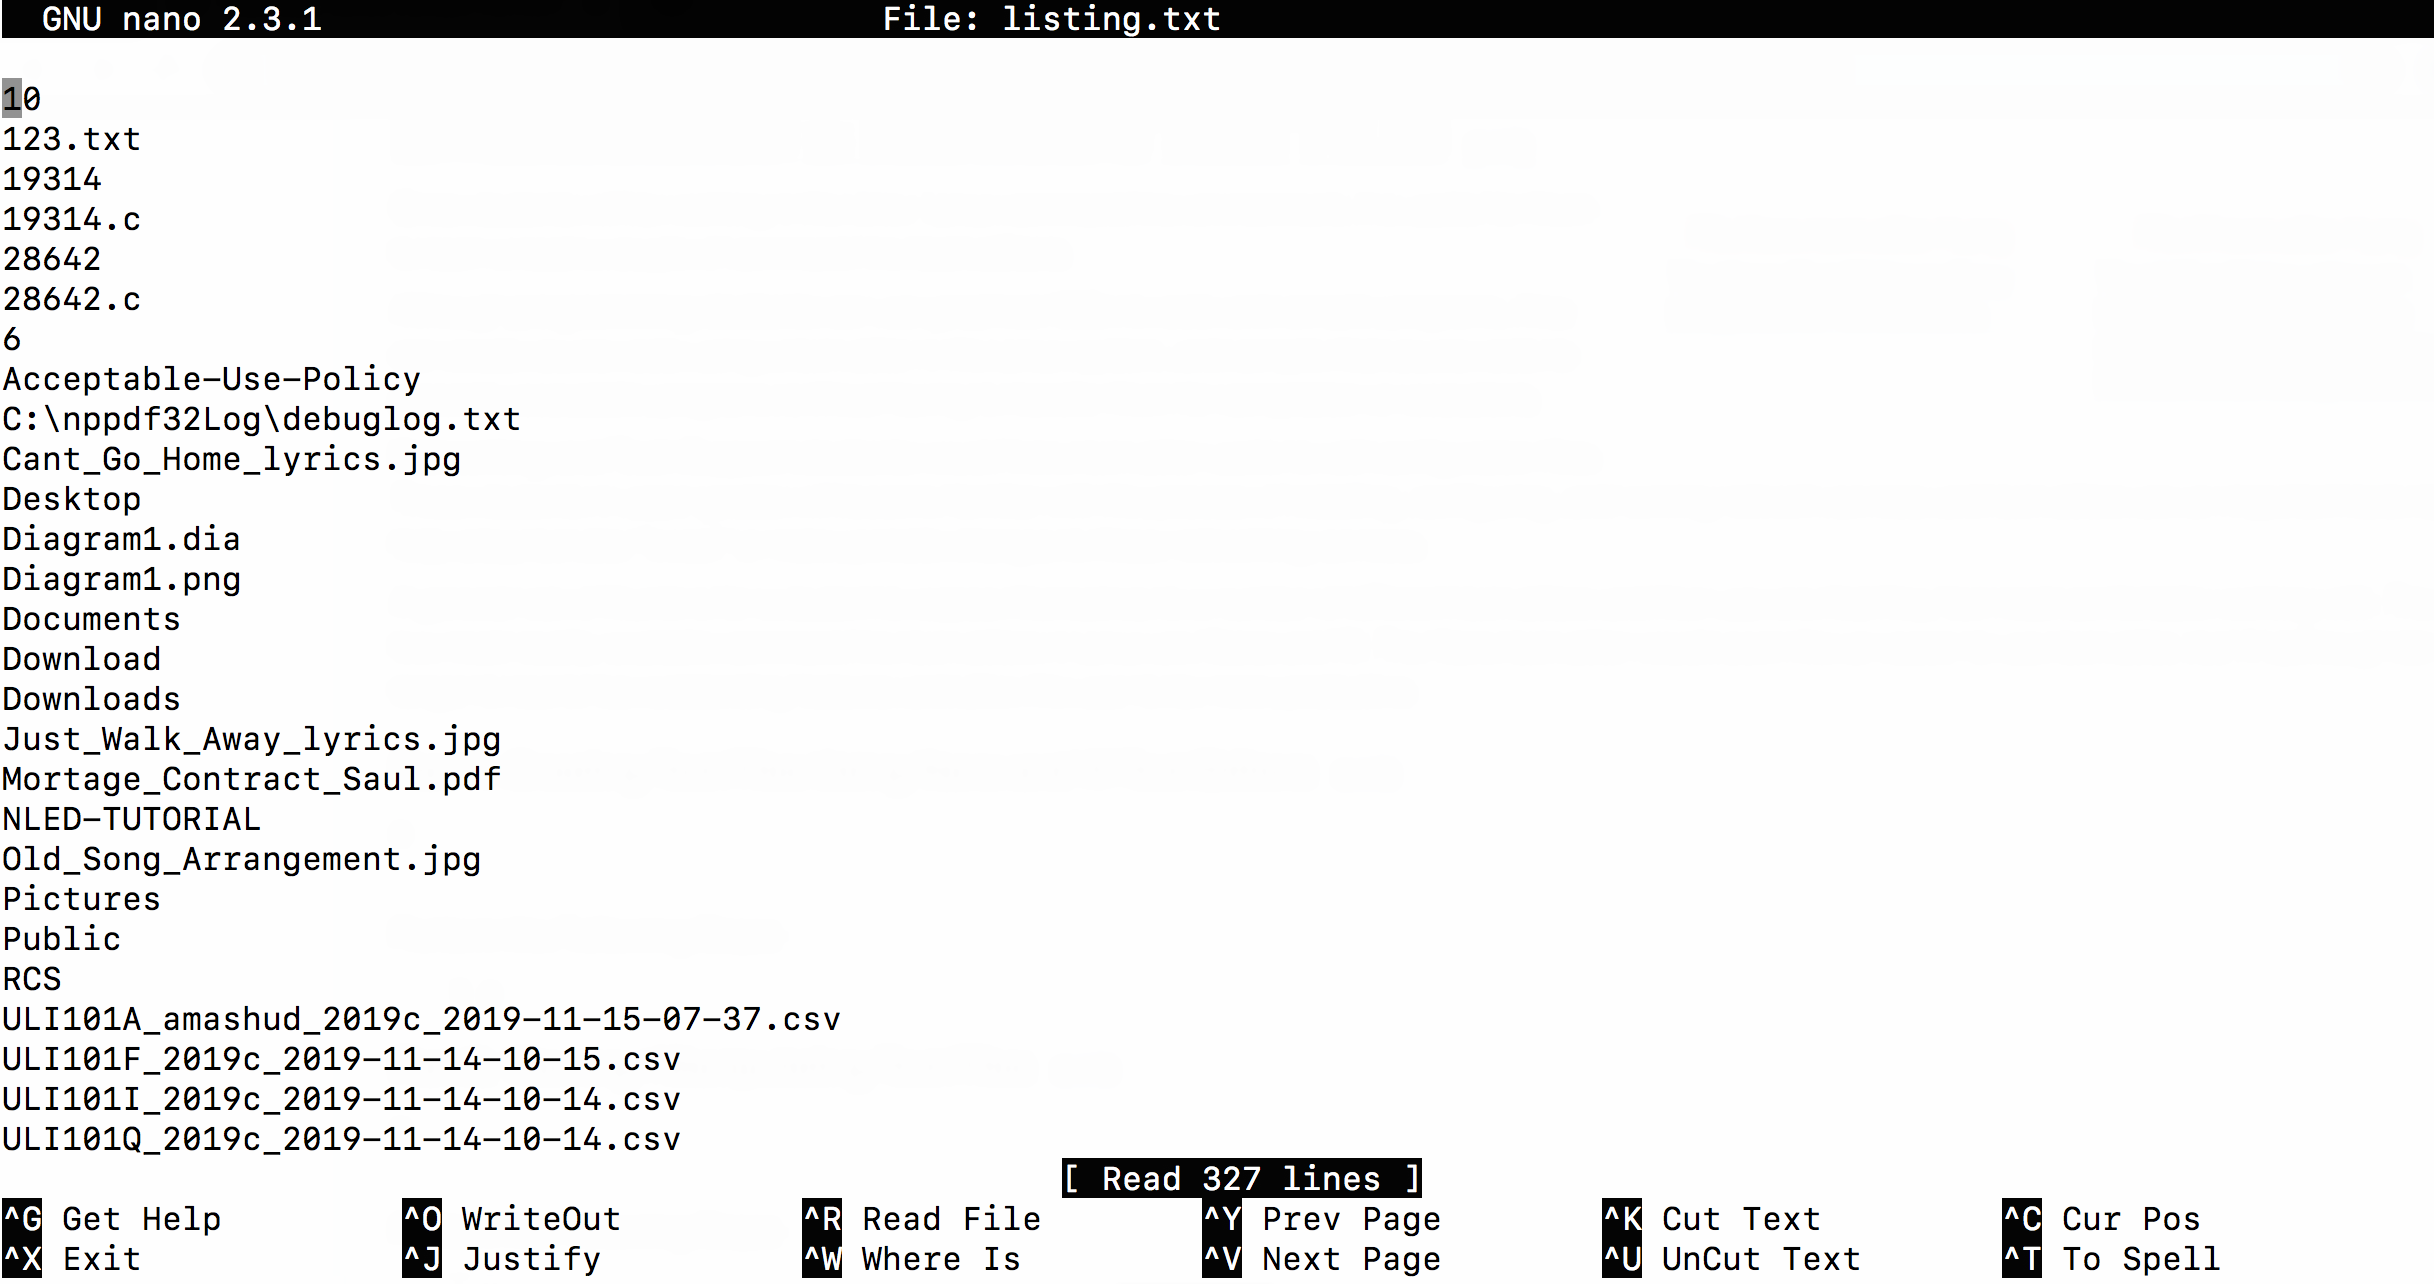 GNU nano 2.3.1 File: listing.txt
10
123.txt
19314
19314.c
28642
28642.c
6
Acceptable-Use-Policy
C:\nppdf32Log\debuglog.txt
Cant_Go_Home_lyrics.jpg
Desktop
Diagram1.dia
Diagram1.png
Documents
Download
Downloads
Just_Walk_Away_lyrics.jpg
Mortage_Contract_Saul.pdf
NLED-TUTORIAL
Old_Song_Arrangement.jpg
Pictures
Public
RCS
ULI101A_amashud_2019c_2019-11-15-07-37.csv
ULI101F_2019c_2019-11-14-10-15.csv
ULI101I_2019c_2019-11-14-10-14.csv
ULI101Q_2019c_2019-11-14-10-14.csv
[ Read 327 lines ]
^G Get Help ^O WriteOut ^R Read File ^Y Prev Page ^K Cut Text ^C Cur Pos
^X Exit ^J Justify ^W Where Is ^V Next Page ^U UnCut Text ^T To Spell